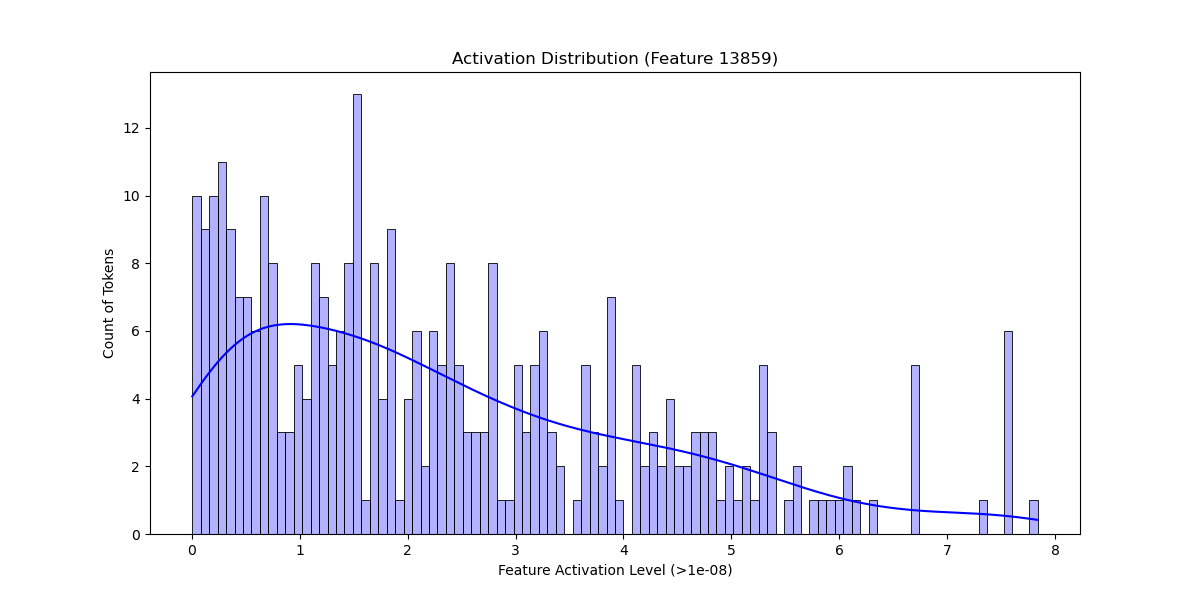 Activation Distribution (Feature 13859)
12
10
8
6
4
2
0
Count of Tokens
0 1 2 3 4 5 6 7 8
Feature Activation Level (>1e-08)